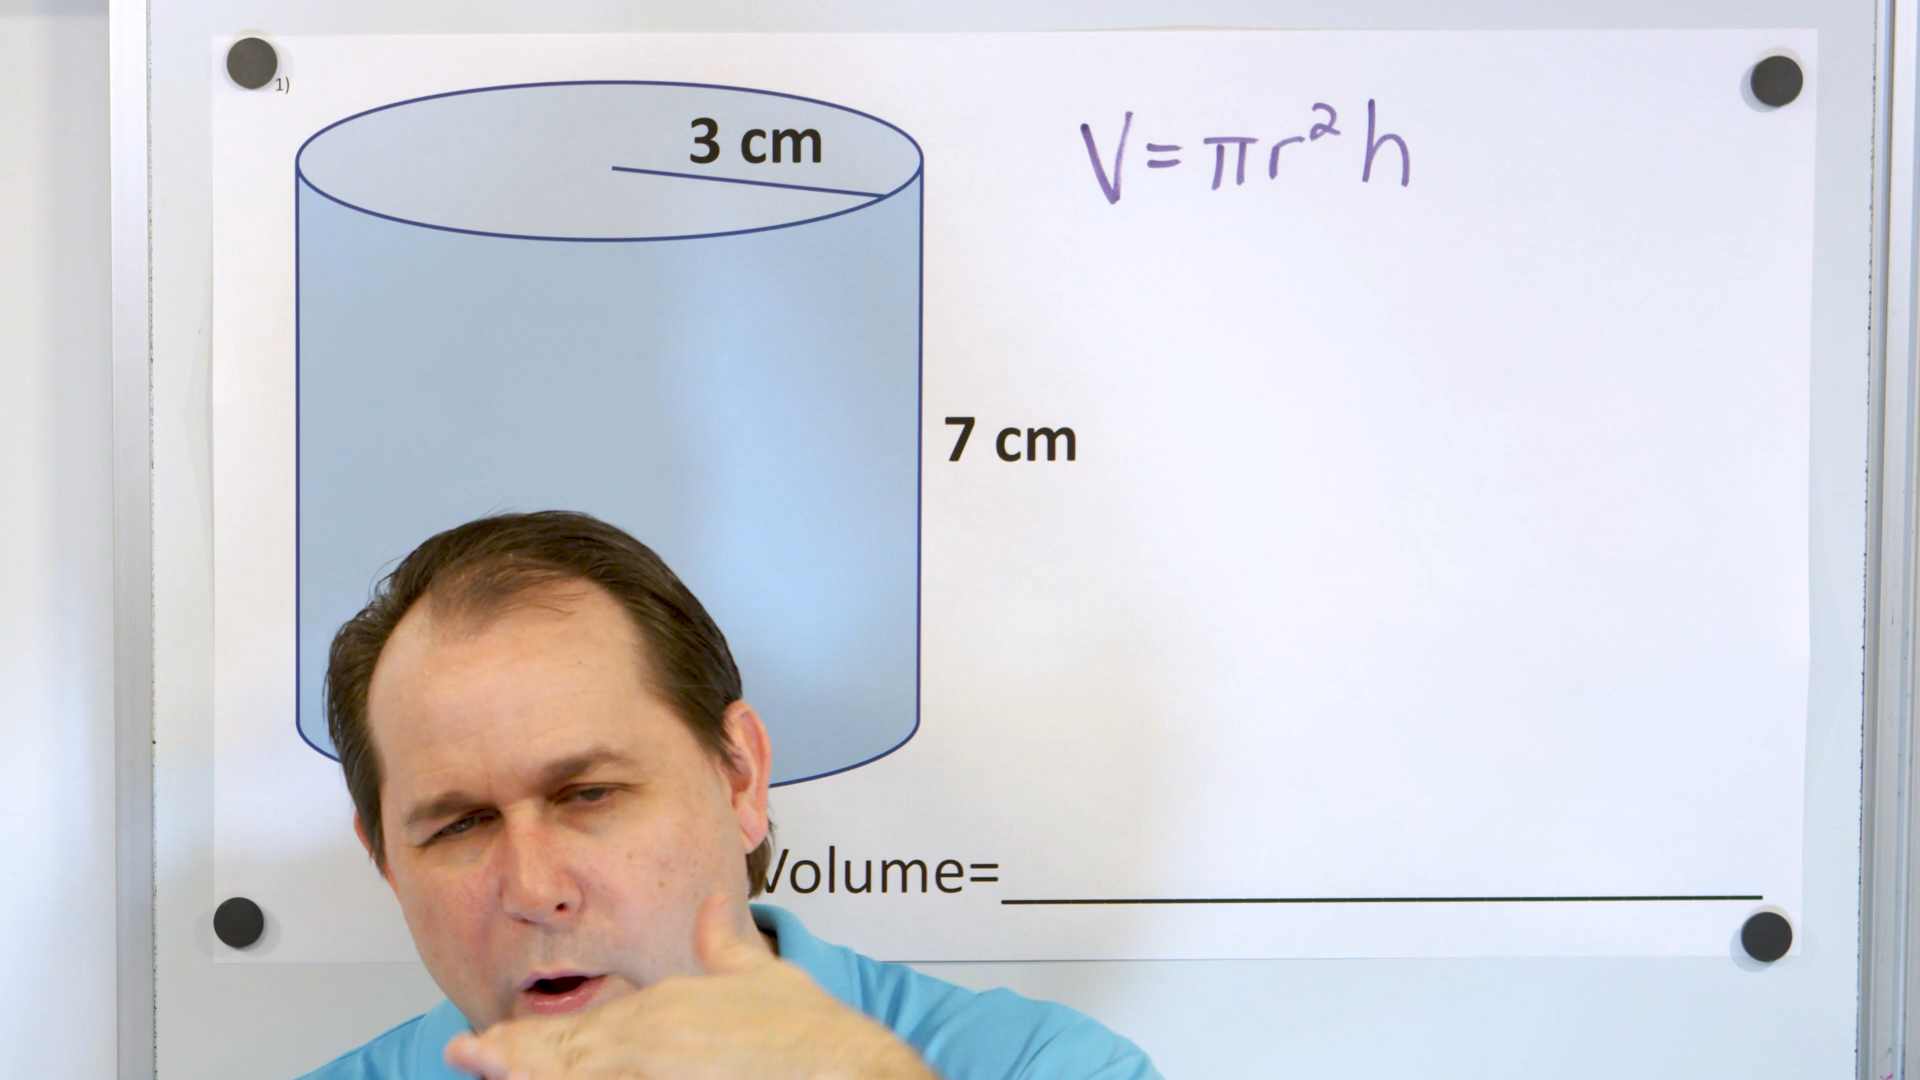 1)
3 cm
V = πr²h
7 cm
Volume=